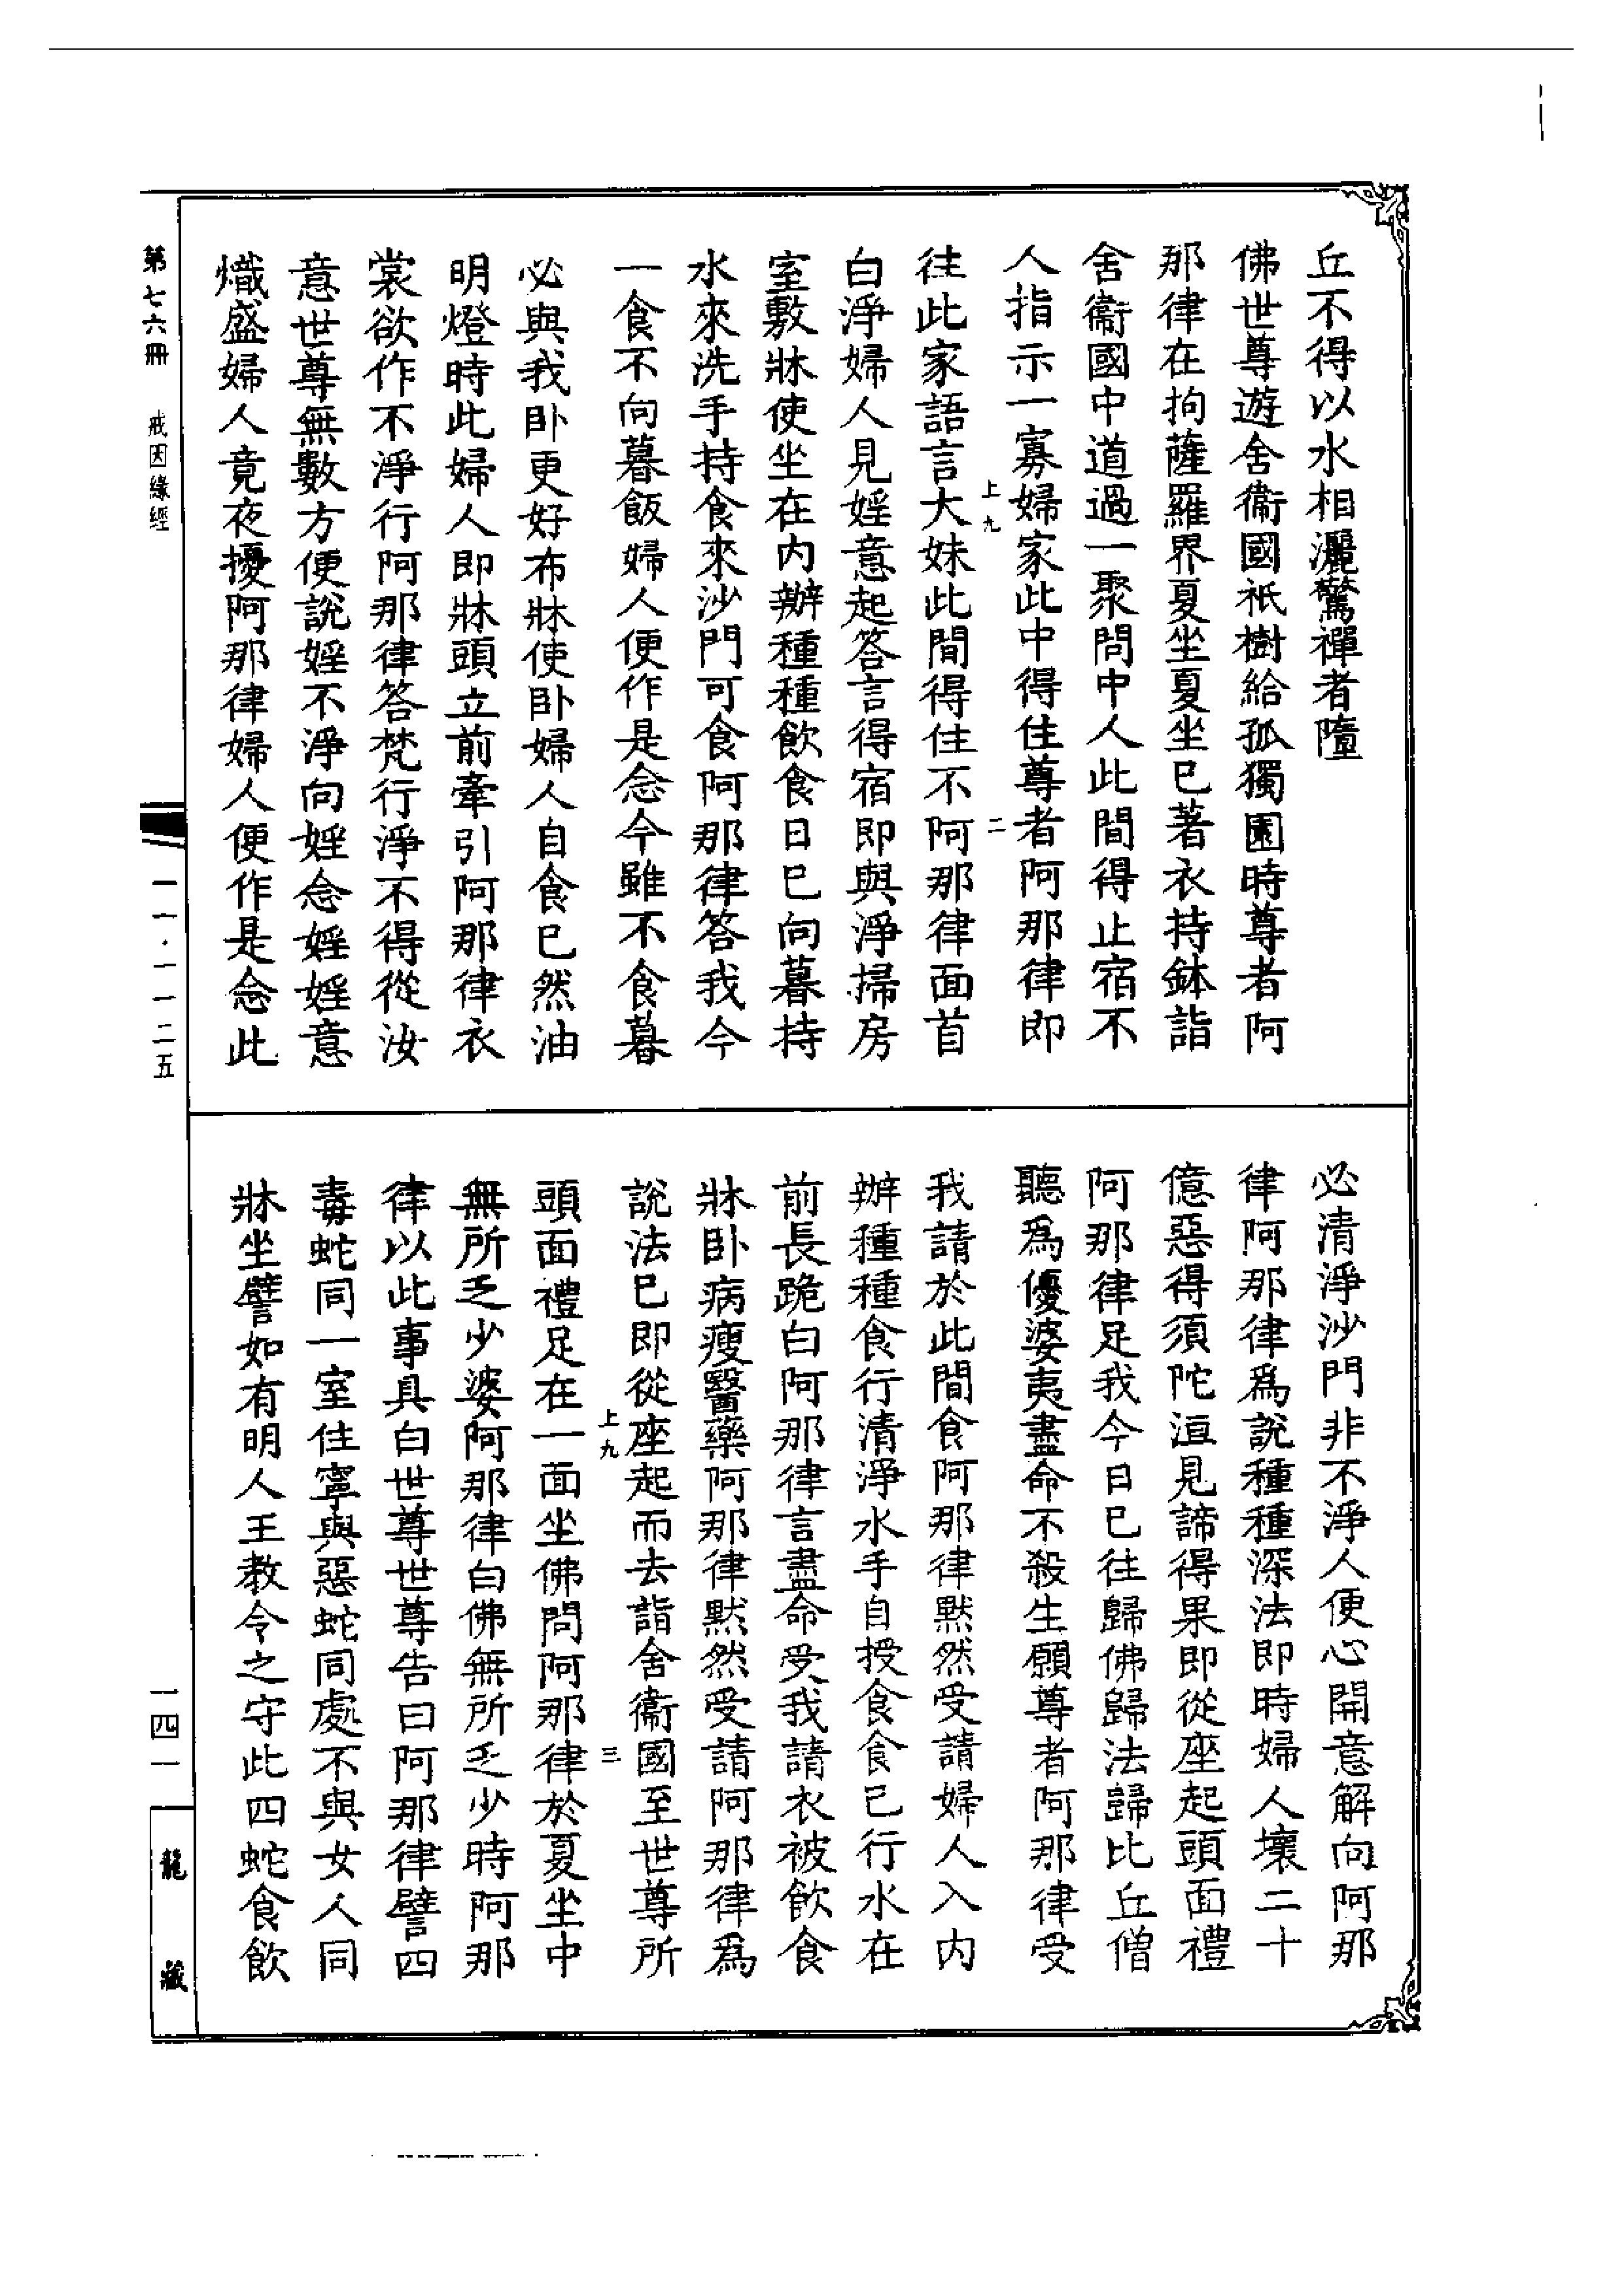 丘不得以水相灑驚禪者墮
佛世尊遊舍衞國祇樹給孤獨園時尊者阿
那律在拘薩羅界夏坐夏坐已著衣持鉢詣
舍衞國中道過一聚問中人此間得止宿不
人指示一寡婦家此中得住尊者阿那律即
上九
二
往此家語言大妹此間得住不阿那律面首
白淨婦人見婬意起答言得宿即與淨掃房
室敷牀使坐在內辦種種飲食日已向暮持
水來洗手持食來沙門可食阿那律答我今
一食不向暮飯婦人便作是念今雖不食暮
必與我卧更好布牀使卧婦人自食已然油
明燈時此婦人即牀頭立前牽引阿那律衣
裳欲作不淨行阿那律答梵行淨不得從汝
意世尊無數方便說婬不淨向婬念婬婬意
熾盛婦人竟夜擾阿那律婦人便作是念此
必清淨沙門非不淨人便心開意解向阿那
律阿那律爲說種種深法即時婦人壞二十
億惡得須陀洹見諦得果即從座起頭面禮
阿那律足我今日已往歸佛歸法歸比丘僧
聽爲優婆夷盡命不殺生願尊者阿那律受
我請於此間食阿那律默然受請婦人入內
辦種種食行清淨水手自授食食已行水在
前長跪白阿那律言盡命受我請衣被飲食
牀卧病瘦醫藥阿那律默然受請阿那律爲
說法已即從座起而去詣舍衞國至世尊所
上九
三
頭面禮足在一面坐佛問阿那律於夏坐中
無所乏少婆阿那律白佛無所乏少時阿那
律以此事具白世尊世尊告曰阿那律譬四
毒蛇同一室住寧與惡蛇同處不與女人同
牀坐譬如有明人王教令之守此四蛇食飲
第七六冊 戒因緣經
一一·一一二五
一四一
龍藏